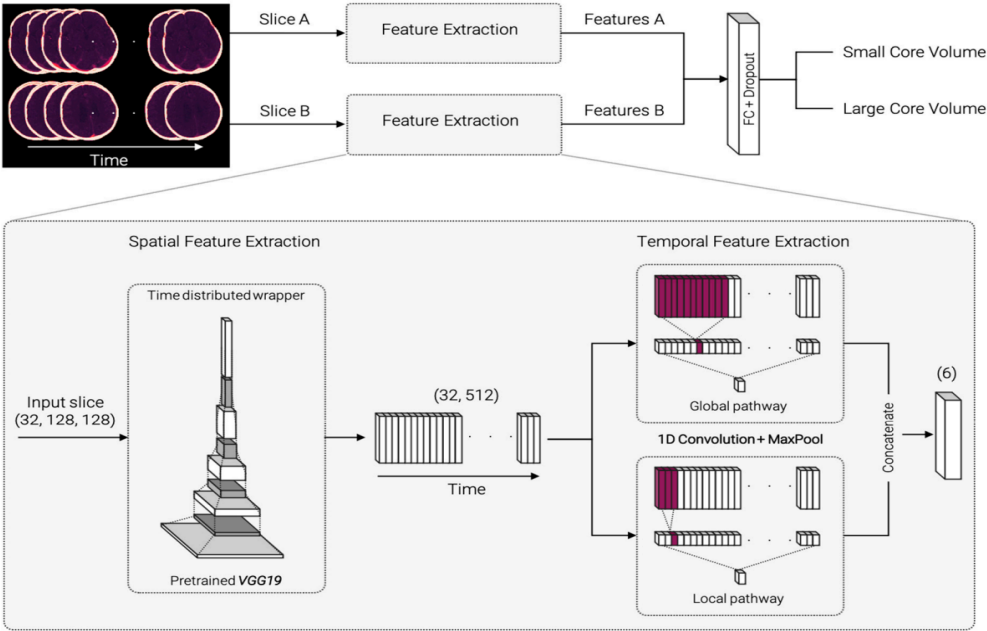 Slice A
Feature Extraction
Features A
Slice B
Feature Extraction
Features B
Time
FC + Dropout
Small Core Volume
Large Core Volume
Spatial Feature Extraction
Temporal Feature Extraction
Time distributed wrapper
Input slice
(32, 128, 128)
Pretrained VGG19
(32, 512)
Time
Global pathway
1D Convolution + MaxPool
Local pathway
Concatenate
(6)